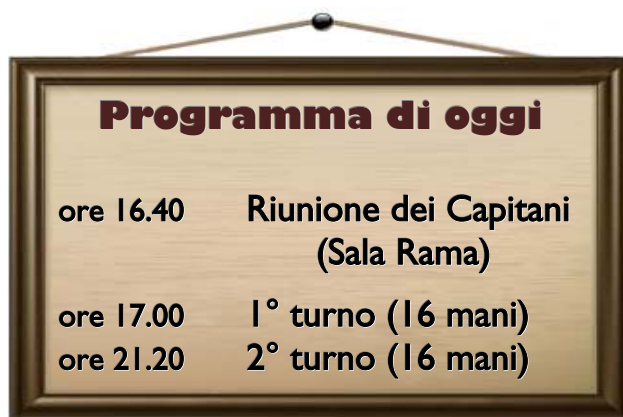 Programma di oggi
ore 16.40 Riunione dei Capitani
(Sala Rama)
ore 17.00 1° turno (16 mani)
ore 21.20 2° turno (16 mani)